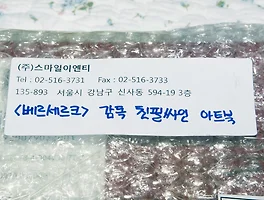 (주)스마일이엔티
Tel : 02-516-3731 Fax : 02-516-3733
135-893 서울시 강남구 신사동 594-19 3층
<베르세르크> 감독 친필싸인 아트북